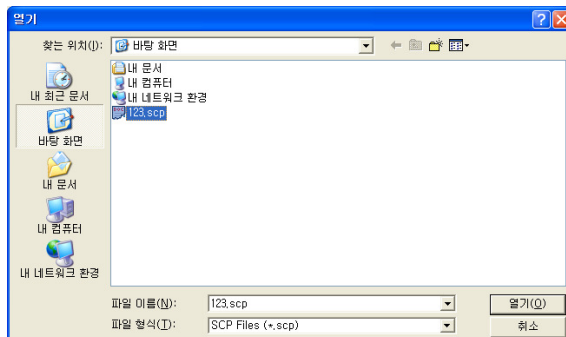 열기
찾는 위치(I): 바탕 화면
내 최근 문서
바탕 화면
내 문서
내 컴퓨터
내 네트워크 환경
내 문서
내 컴퓨터
내 네트워크 환경
123.scp
파일 이름(N): 123.scp 열기(O)
파일 형식(T): SCP Files (*.scp) 취소